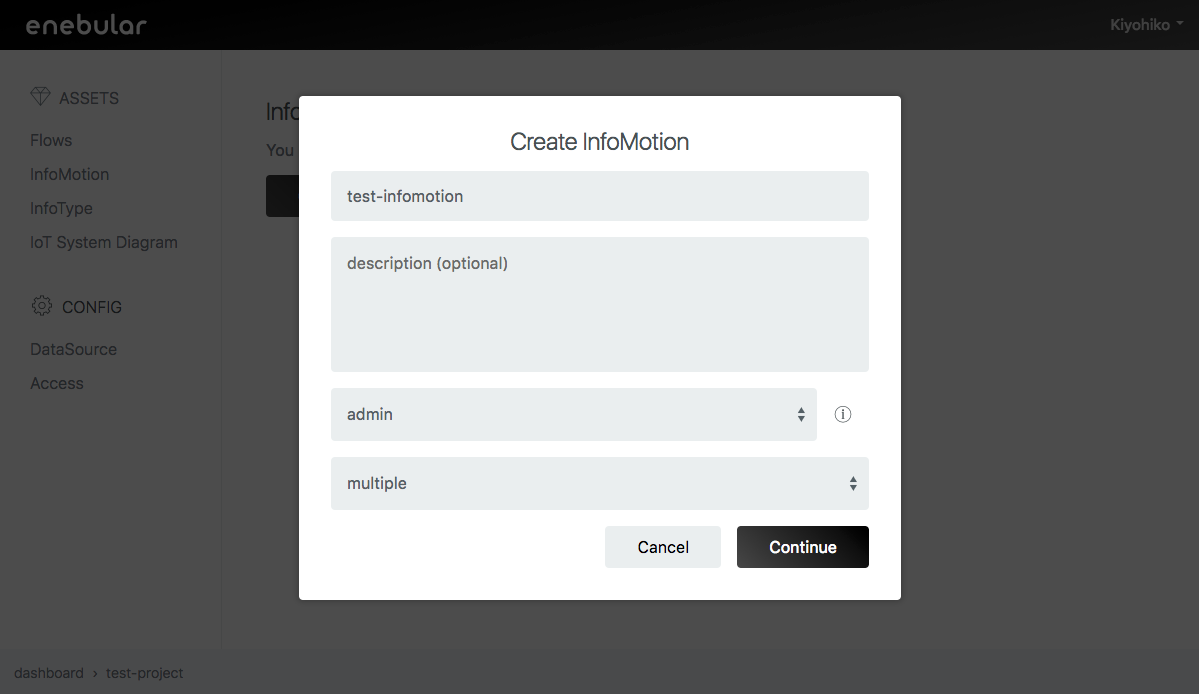 enebular
Kiyohiko
ASSETS
Flows
InfoMotion
InfoType
IoT System Diagram
CONFIG
DataSource
Access
Info
You
Create InfoMotion
test-infomotion
description (optional)
admin
multiple
Cancel
Continue
dashboard › test-project